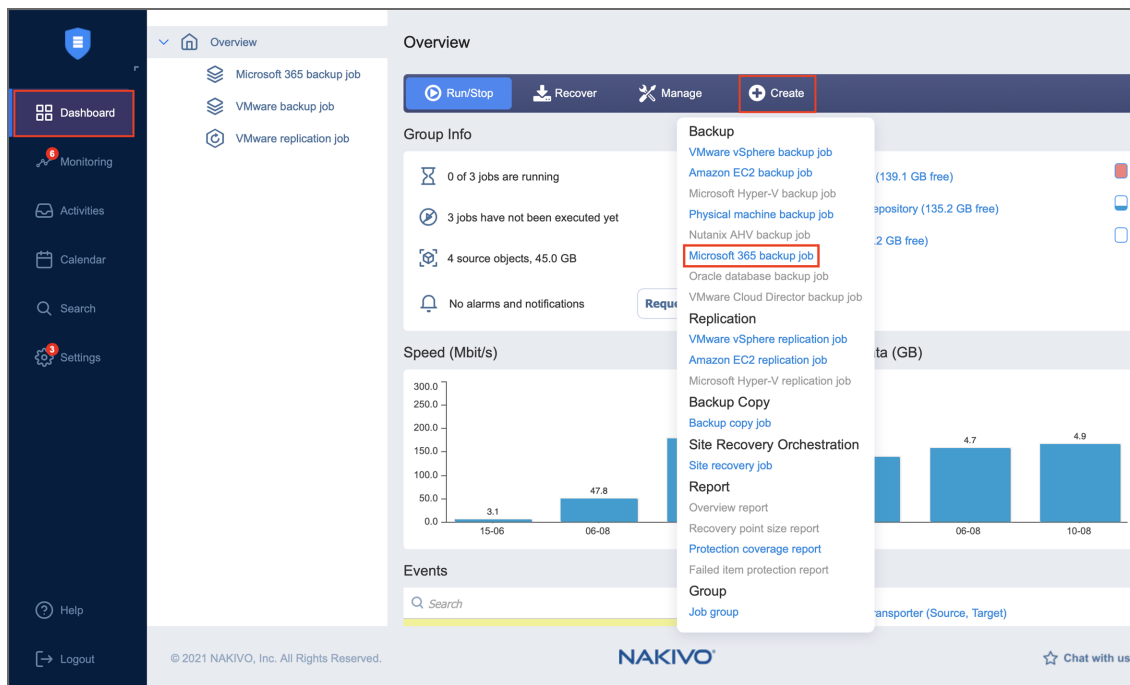 Dashboard
6
Monitoring
Activities
Calendar
Search
3
Settings
Help
Logout
Overview
Microsoft 365 backup job
VMware backup job
VMware replication job
Overview
Run/Stop
Recover
Manage
Create
Group Info
0 of 3 jobs are running
3 jobs have not been executed yet
4 source objects, 45.0 GB
No alarms and notifications
Reque
Backup
VMware vSphere backup job
Amazon EC2 backup job
Microsoft Hyper-V backup job
Physical machine backup job
Nutanix AHV backup job
Microsoft 365 backup job
Oracle database backup job
VMware Cloud Director backup job
Replication
VMware vSphere replication job
Amazon EC2 replication job
Microsoft Hyper-V replication job
Backup Copy
Backup copy job
Site Recovery Orchestration
Site recovery job
Report
Overview report
Recovery point size report
Protection coverage report
Failed item protection report
Group
Job group
(139.1 GB free)
epository (135.2 GB free)
.2 GB free)
Speed (Mbit/s)
300.0
250.0
200.0
150.0
100.0
50.0
0.0
3.1
47.8
15-06
06-08
ta (GB)
4.7
4.9
06-08
10-08
Events
Search
ansporter (Source, Target)
© 2021 NAKIVO, Inc. All Rights Reserved.
NAKIVO®
Chat with us